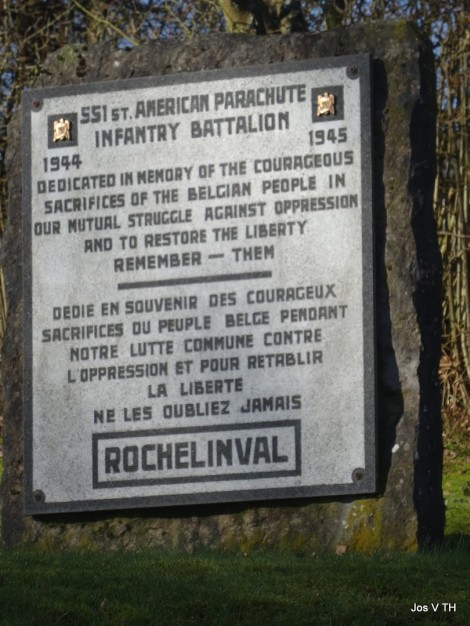 551 ST. AMERICAN PARACHUTE
INFANTRY BATTALION
1944 1945
DEDICATED IN MEMORY OF THE COURAGEOUS
SACRIFICES OF THE BELGIAN PEOPLE IN
OUR MUTUAL STRUGGLE AGAINST OPPRESSION
AND TO RESTORE THE LIBERTY
REMEMBER — THEM
DEDIE EN SOUVENIR DES COURAGEUX
SACRIFICES DU PEUPLE BELGE PENDANT
NOTRE LUTTE COMMUNE CONTRE
L'OPPRESSION ET POUR RETABLIR
LA LIBERTE
NE LES OUBLIEZ JAMAIS
ROCHELINVAL
Jos V TH